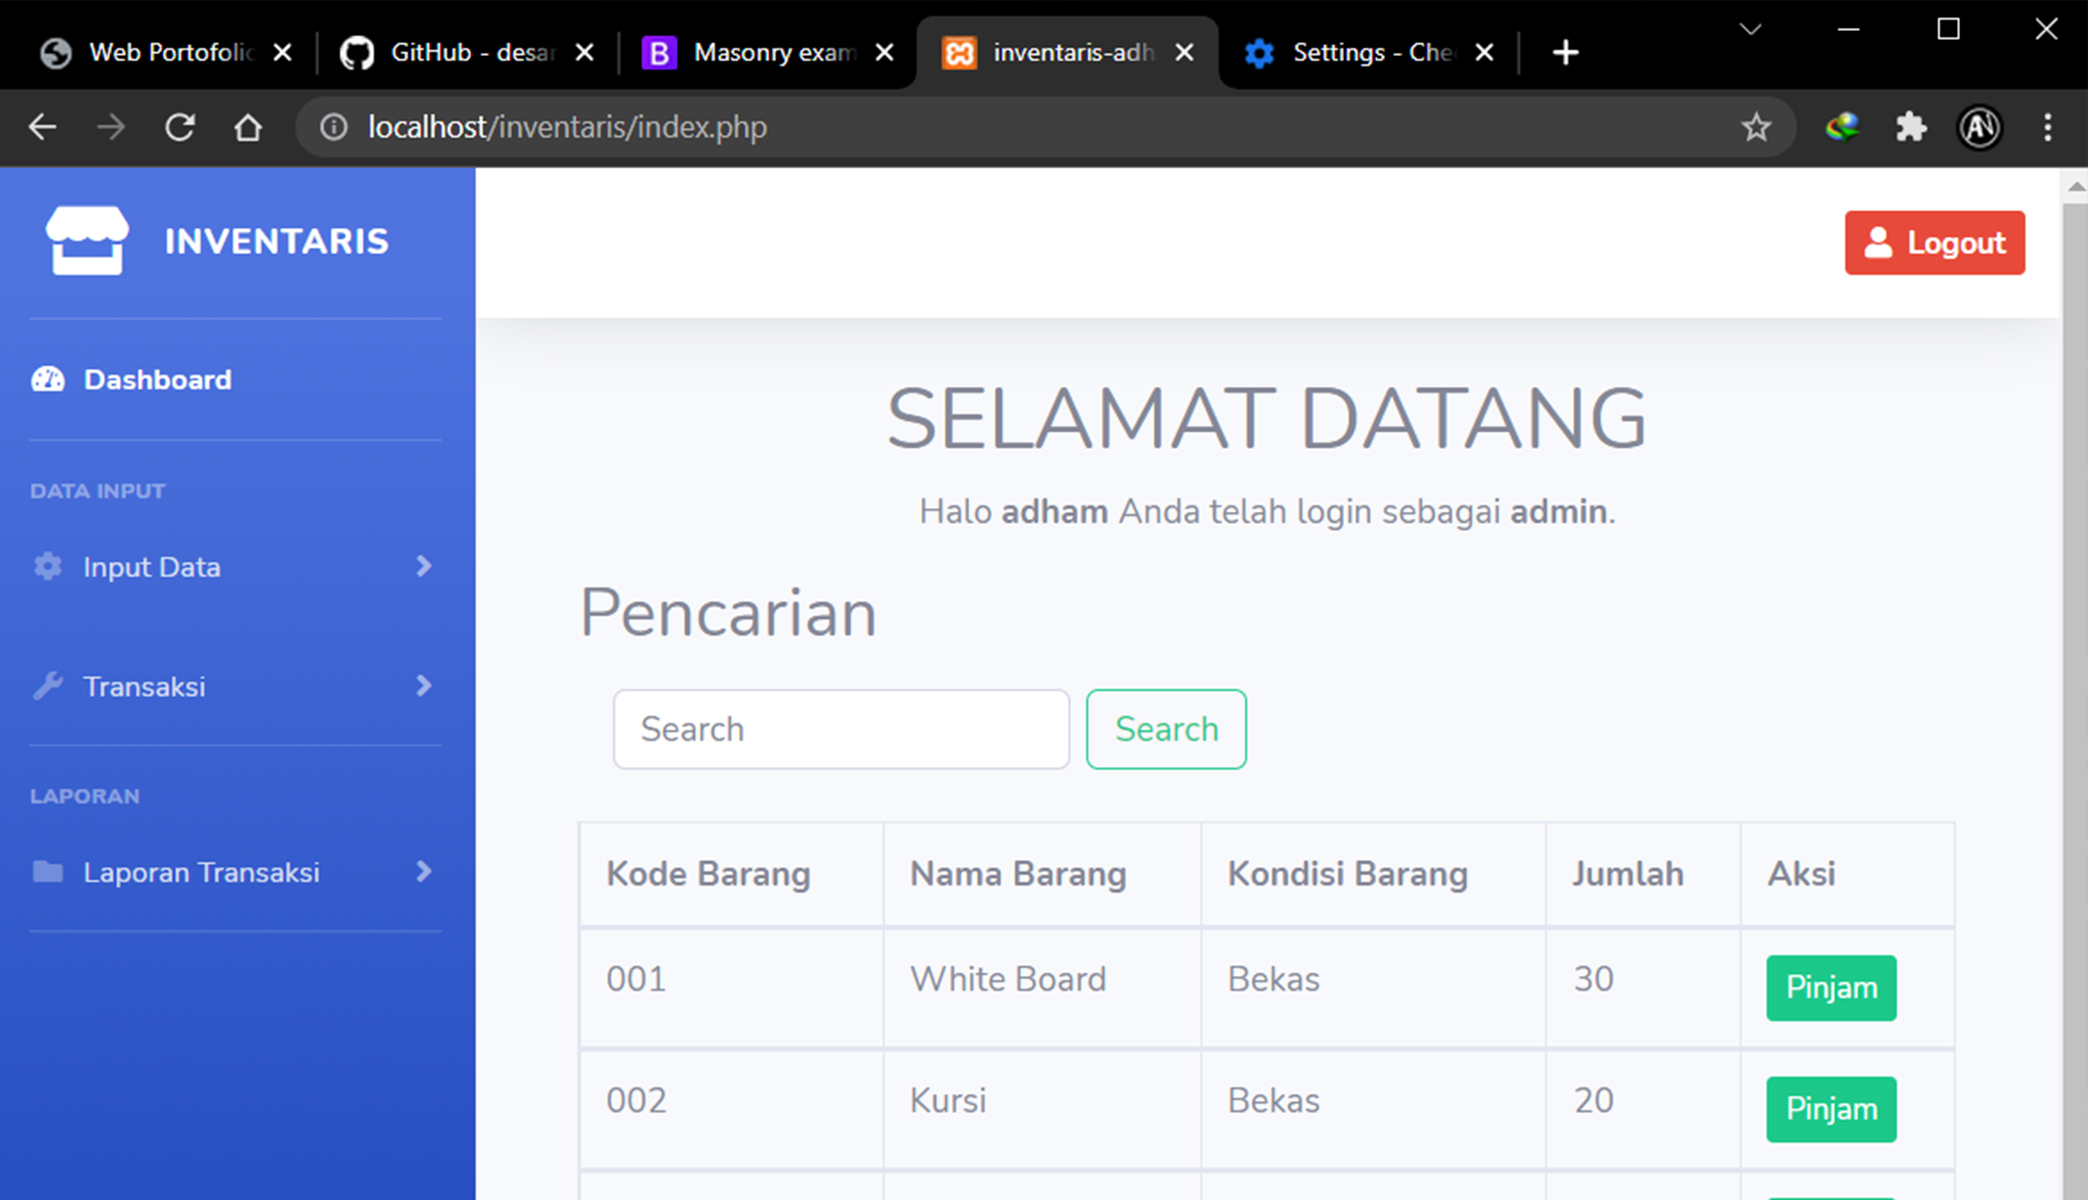 Web Portofolio
GitHub - desar
Masonry exam
inventaris-adh
Settings - Che
localhost/inventaris/index.php
INVENTARIS
Logout
Dashboard
SELAMAT DATANG
Halo adham Anda telah login sebagai admin.
DATA INPUT
Input Data
Transaksi
LAPORAN
Laporan Transaksi
Pencarian
Search Search
Kode Barang Nama Barang Kondisi Barang Jumlah Aksi
001 White Board Bekas 30 Pinjam
002 Kursi Bekas 20 Pinjam